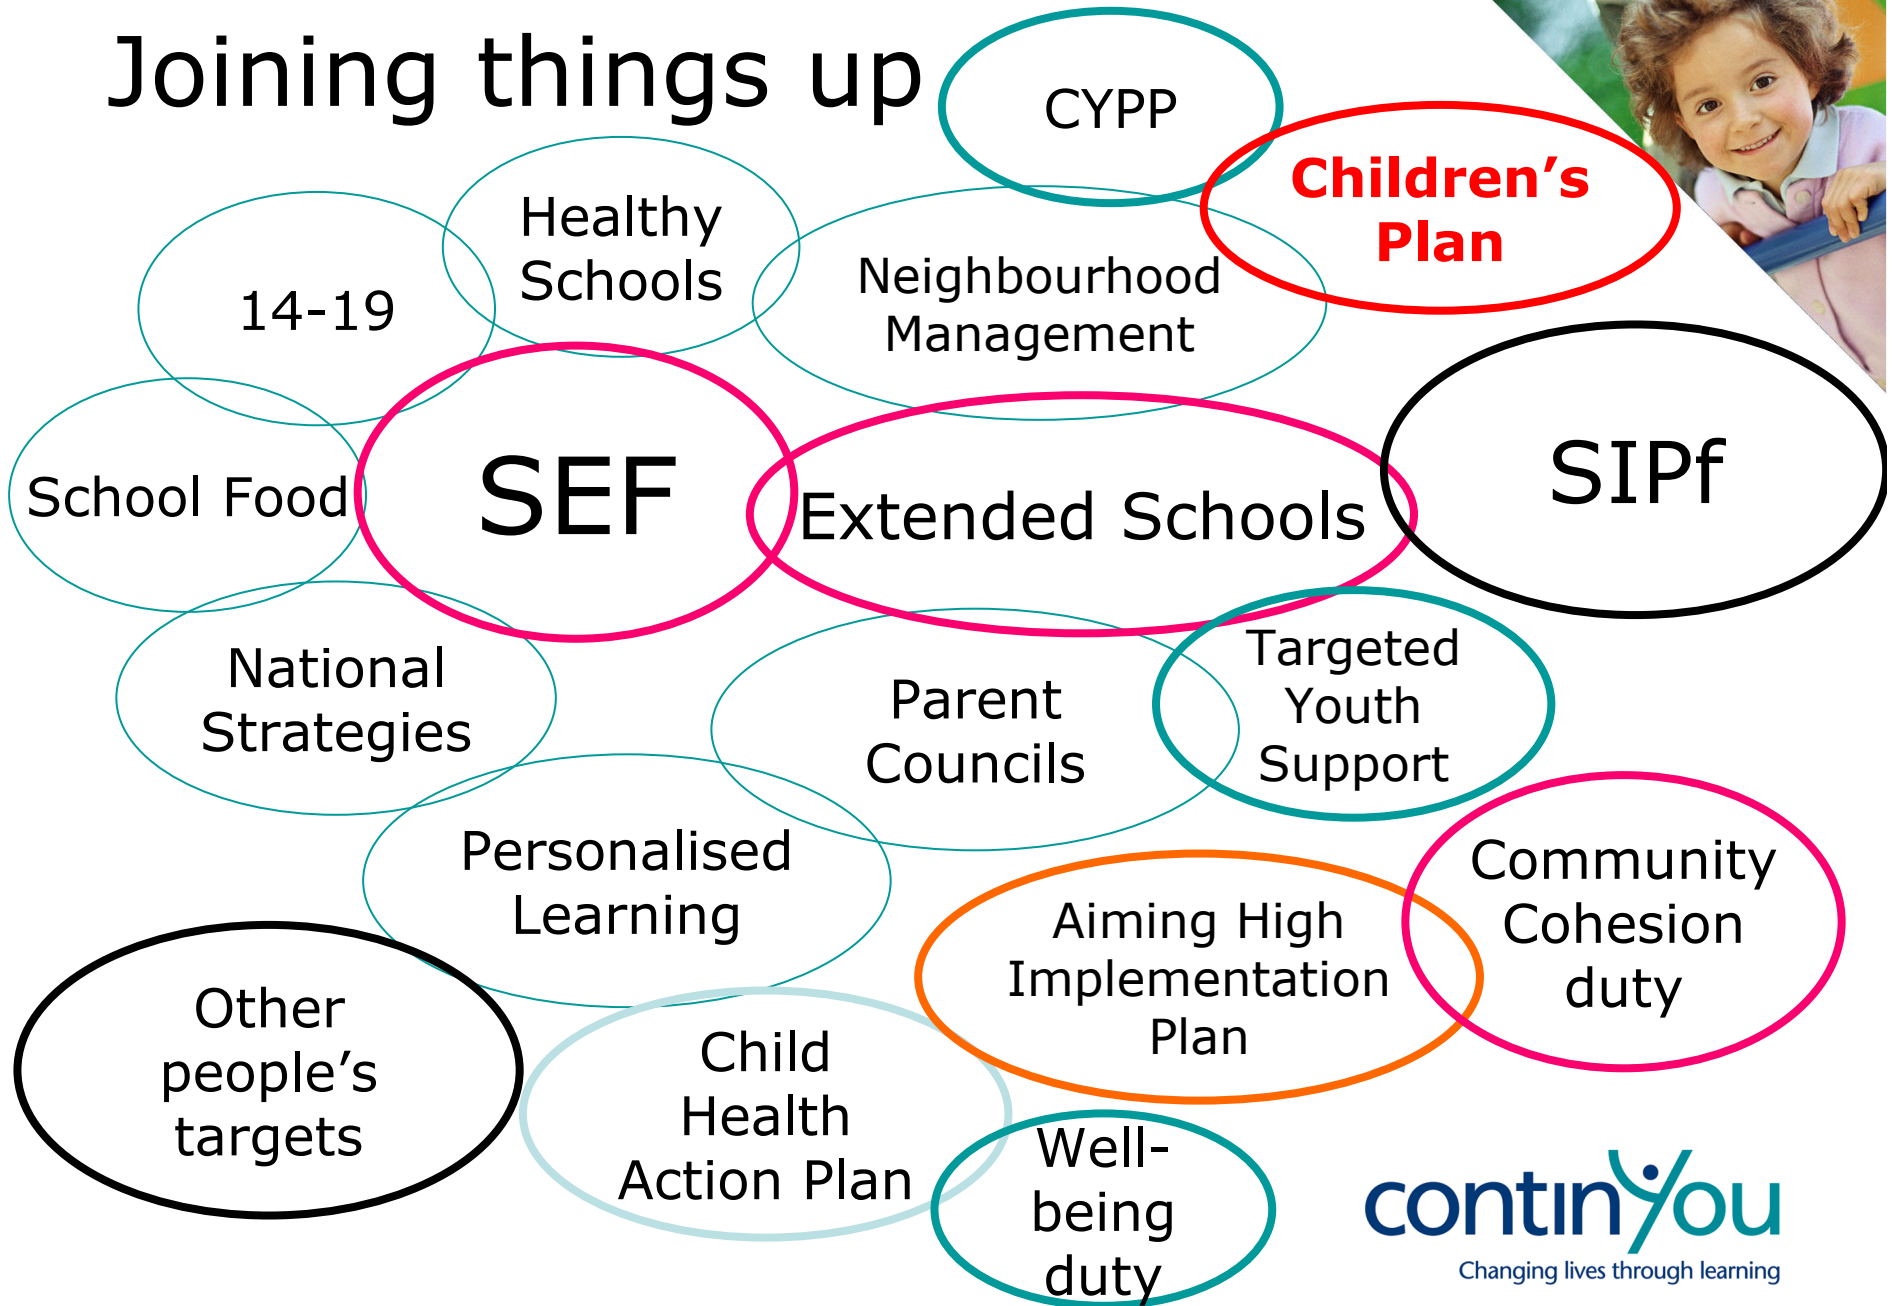 Joining things up
CYPP
Children’s
Plan
Healthy
Schools
Neighbourhood
Management
14-19
SEF
Extended Schools
SIPf
School Food
National
Strategies
Parent
Councils
Targeted
Youth
Support
Personalised
Learning
Community
Cohesion
duty
Aiming High
Implementation
Plan
Other
people’s
targets
Child
Health
Action Plan
Well-
being
duty
continYou
Changing lives through learning